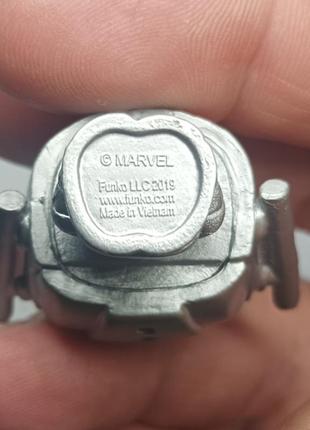 © MARVEL
Funko LLC 2019
www.funko.com
Made in Vietnam